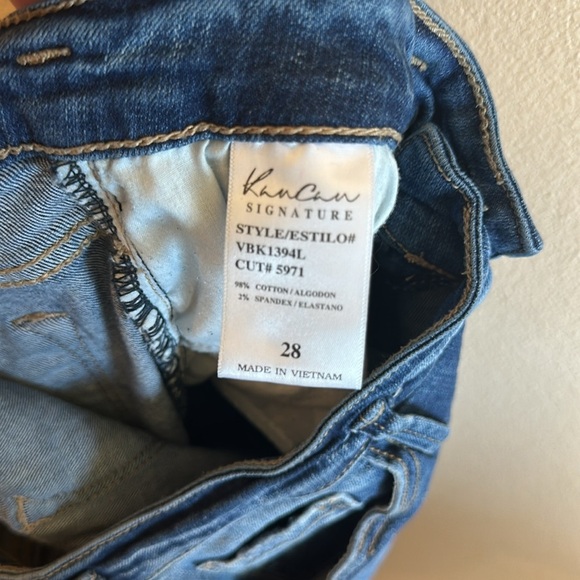 KanCan
SIGNATURE
STYLE/ESTILO#
VBK1394L
CUT# 5971
98% COTTON/ALGODON
2% SPANDEX/ELASTANO
28
MADE IN VIETNAM